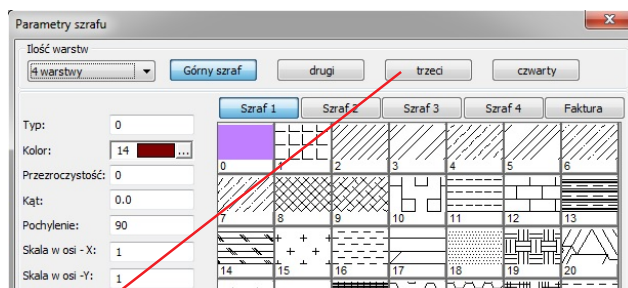 Parametry szrafu
Ilość warstw
4 warstwy Górny szraf drugi trzeci czwarty
Szraf 1 Szraf 2 Szraf 3 Szraf 4 Faktura
Typ: 0
Kolor: 14 ...
Przezroczystość: 0
Kąt: 0.0
Pochylenie: 90
Skala w osi - X: 1
Skala w osi -Y: 1
0 1 2 3 4 5 6
7 8 9 10 11 12 13
14 15 16 17 18 19 20